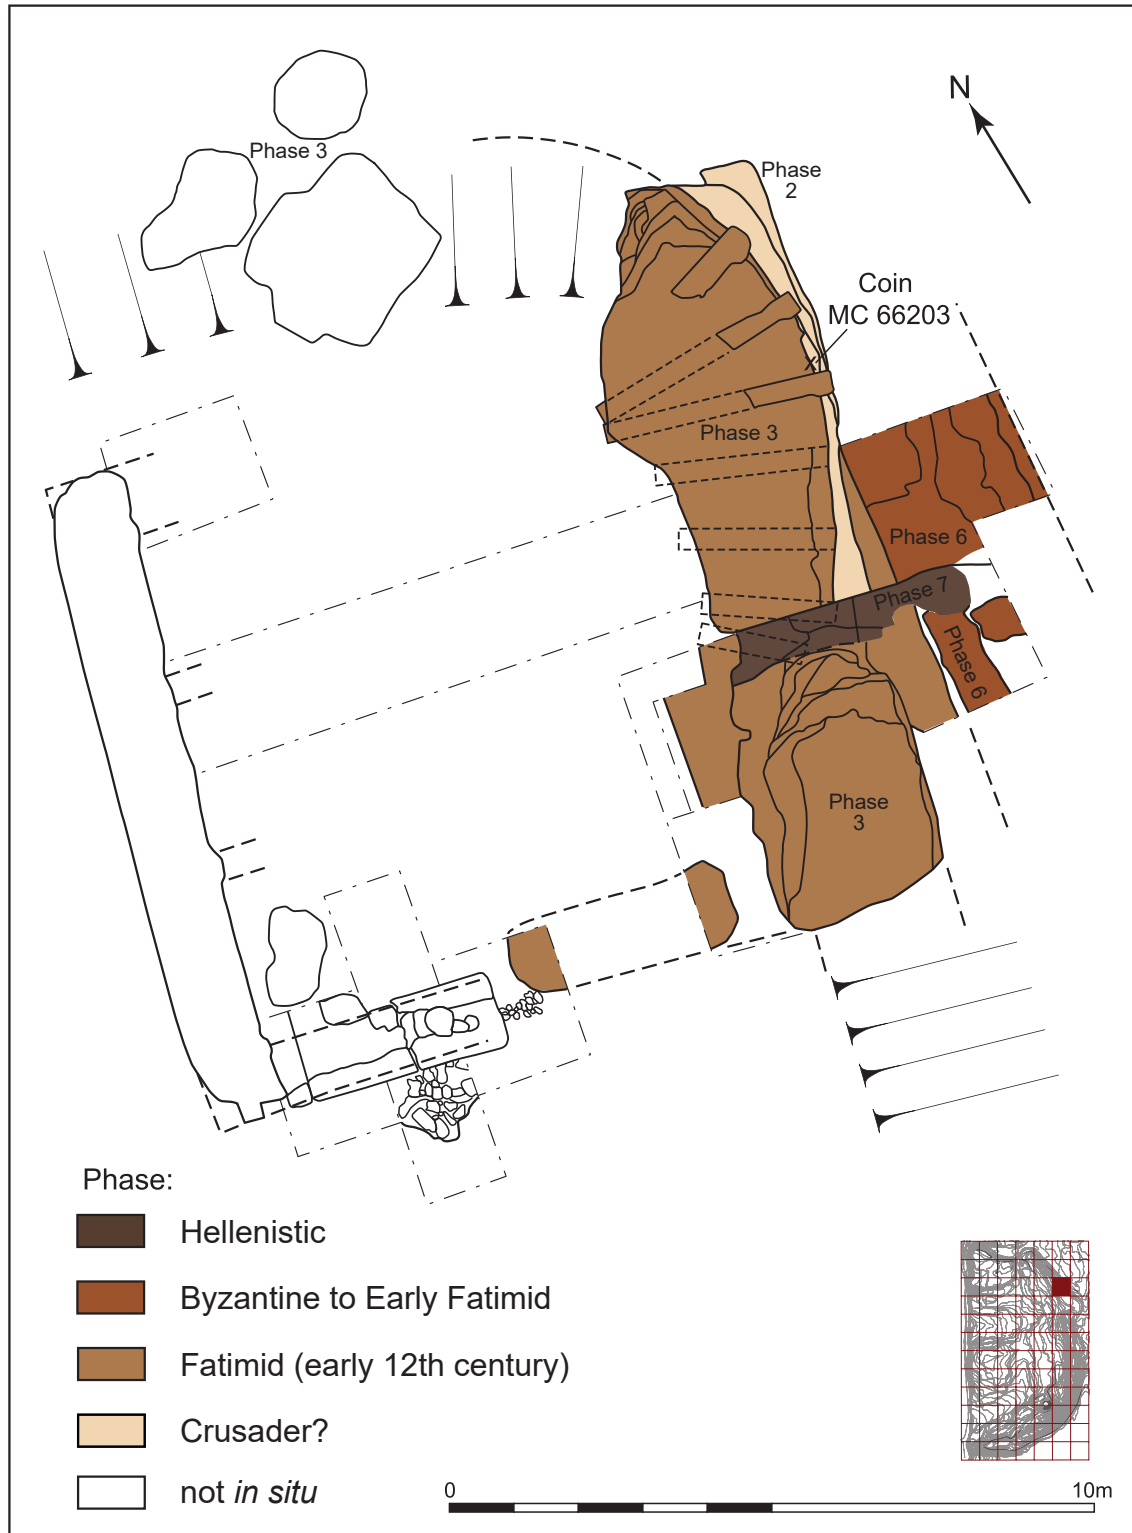 N
Phase 3
Phase
2
Coin
MC 66203
x
Phase 3
Phase 6
Phase 7
Phase 6
Phase
3
Phase:
Hellenistic
Byzantine to Early Fatimid
Fatimid (early 12th century)
Crusader?
not in situ
0
10m